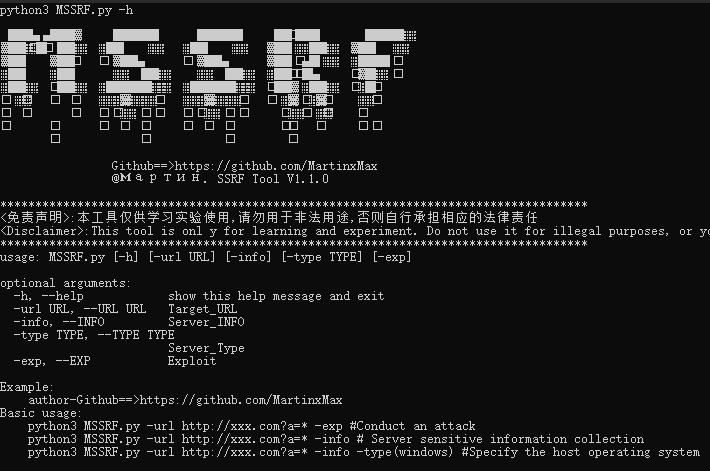 python3 MSSRF.py -h
MSSRF
Github==>https://github.com/MartinxMax
@Мартин. SSRF Tool V1.1.0
***************************************************************************************
<免责声明>:本工具仅供学习实验使用,请勿用于非法用途,否则自行承担相应的法律责任
<Disclaimer>:This tool is onl y for learning and experiment. Do not use it for illegal purposes, or yo
***************************************************************************************
usage: MSSRF.py [-h] [-url URL] [-info] [-type TYPE] [-exp]
optional arguments:
-h, --help show this help message and exit
-url URL, --URL URL Target_URL
-info, --INFO Server_INFO
-type TYPE, --TYPE TYPE
Server_Type
-exp, --EXP Exploit
Example:
author-Github==>https://github.com/MartinxMax
Basic usage:
python3 MSSRF.py -url http://xxx.com?a=* -exp #Conduct an attack
python3 MSSRF.py -url http://xxx.com?a=* -info # Server sensitive information collection
python3 MSSRF.py -url http://xxx.com?a=* -info -type(windows) #Specify the host operating system